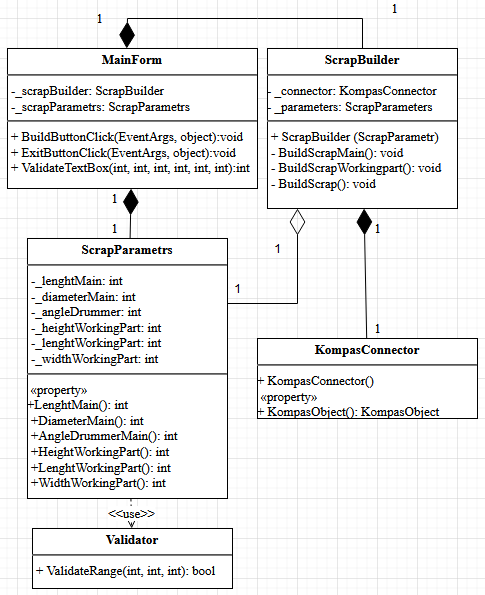 1
1
MainForm
-_scrapBuilder: ScrapBuilder
-_scrapParametrs: ScrapParametrs
+ BuildButtonClick(EventArgs, object):void
+ ExitButtonClick(EventArgs, object):void
+ ValidateTextBox(int, int, int, int, int, int):int
ScrapBuilder
-_connector: KompasConnector
-_parameters: ScrapParameters
+ ScrapBuilder (ScrapParametr)
- BuildScrapMain(): void
- BuildScrapWorkingpart(): void
- BuildScrap(): void
1
1
1
1
1
1
ScrapParametrs
-_lenghtMain: int
-_diameterMain: int
-_angleDrummer: int
-_heightWorkingPart: int
-_lenghtWorkingPart: int
-_widthWorkingPart: int
«property»
+LenghtMain(): int
+DiameterMain(): int
+AngleDrummerMain(): int
+HeightWorkingPart(): int
+LenghtWorkingPart(): int
+WidthWorkingPart(): int
KompasConnector
+ KompasConnector()
«property»
+ KompasObject(): KompasObject
<<use>>
Validator
+ ValidateRange(int, int, int): bool